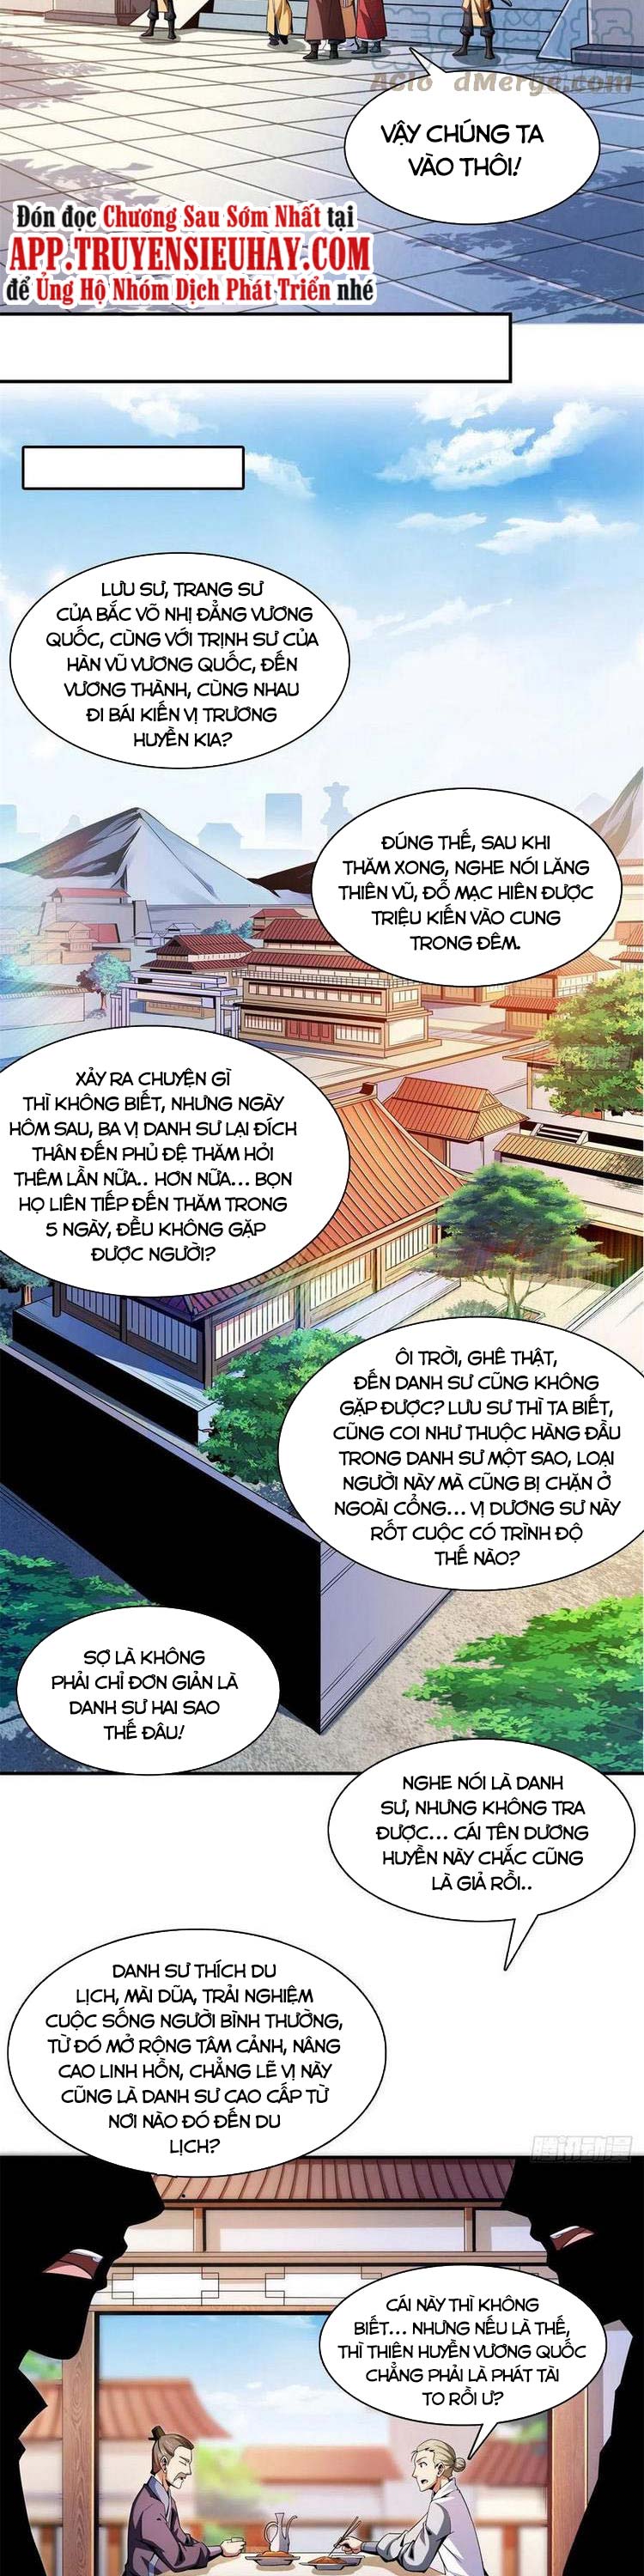 VẬY CHÚNG TA
VÀO THÔI!
Đón đọc Chương Sau Sớm Nhất tại
APP.TRUYENSIEUHAY.COM
để Ủng Hộ Nhóm Dịch Phát Triển nhé
LƯU SƯ, TRANG SƯ
CỦA BẮC VÕ NHỊ ĐẲNG VƯƠNG
QUỐC, CÙNG VỚI TRỊNH SƯ CỦA
HÀN VŨ VƯƠNG QUỐC, ĐẾN
VƯƠNG THÀNH, CÙNG NHAU
ĐI BÁI KIẾN VỊ TRƯƠNG
HUYỀN KIA?
ĐÚNG THẾ, SAU KHI
THĂM XONG, NGHE NÓI LĂNG
THIÊN VŨ, ĐỖ MẠC HIÊN ĐƯỢC
TRIỆU KIẾN VÀO CUNG
TRONG ĐÊM.
XẢY RA CHUYỆN GÌ
THÌ KHÔNG BIẾT, NHƯNG NGÀY
HÔM SAU, BA VỊ DANH SƯ LẠI ĐÍCH
THÂN ĐẾN PHỦ ĐỆ THĂM HỎI
THÊM LẦN NỮA.. HƠN NỮA... BỌN
HỌ LIÊN TIẾP ĐẾN THĂM TRONG
5 NGÀY, ĐỀU KHÔNG GẶP
ĐƯỢC NGƯỜI?
ÔI TRỜI, GHÊ THẬT,
ĐẾN DANH SƯ CŨNG KHÔNG
GẶP ĐƯỢC? LƯU SƯ THÌ TA BIẾT,
CŨNG COI NHƯ THUỘC HÀNG ĐẦU
TRONG DANH SƯ MỘT SAO, LOẠI
NGƯỜI NÀY MÀ CŨNG BỊ CHẶN Ở
NGOÀI CỔNG... VỊ DƯƠNG SƯ NÀY
RỐT CUỘC CÓ TRÌNH ĐỘ
THẾ NÀO?
SỢ LÀ KHÔNG
PHẢI CHỈ ĐƠN GIẢN LÀ
DANH SƯ HAI SAO
THẾ ĐÂU!
NGHE NÓI LÀ DANH
SƯ, NHƯNG KHÔNG TRA
ĐƯỢC... CÁI TÊN DƯƠNG
HUYỀN NÀY CHẮC CŨNG
LÀ GIẢ RỒI..
DANH SƯ THÍCH DU
LỊCH, MÀI DŨA, TRẢI NGHIỆM
CUỘC SỐNG NGƯỜI BÌNH THƯỜNG,
TỪ ĐÓ MỞ RỘNG TÂM CẢNH, NÂNG
CAO LINH HỒN, CHẲNG LẼ VỊ NÀY
CŨNG LÀ DANH SƯ CAO CẤP TỪ
NƠI NÀO ĐÓ ĐẾN DU
LỊCH?
腾讯动漫
CÁI NÀY THÌ KHÔNG
BIẾT... NHƯNG NẾU LÀ THẾ,
THÌ THIÊN HUYỀN VƯƠNG QUỐC
CHẲNG PHẢI LÀ PHÁT TÀI
TO RỒI Ư?